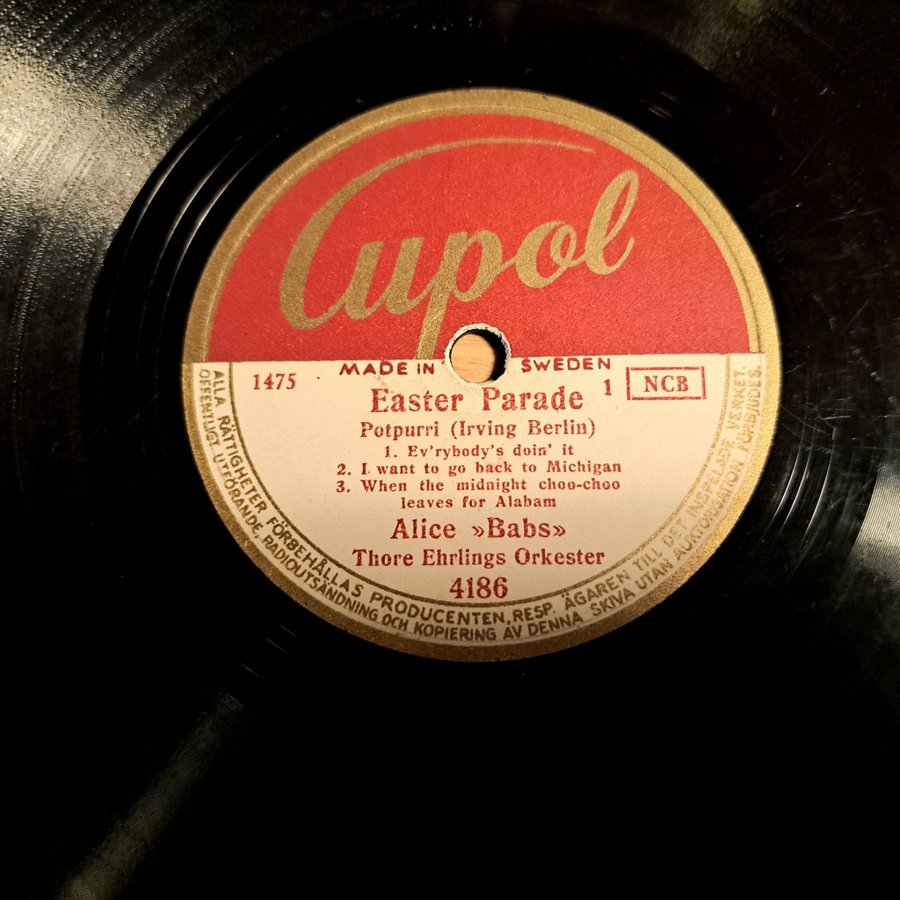 Cupol
MADE IN SWEDEN
1475
1
NCB
Easter Parade
Potpurri (Irving Berlin)
1. Ev'rybody's doin' it
2. I want to go back to Michigan
3. When the midnight choo-choo
leaves for Alabam
Alice »Babs»
Thore Ehrlings Orkester
4186
ALLA RÄTTIGHETER FÖRBEHÅLLAS PRODUCENTEN, RESP. ÄGAREN TILL DET INSPELADE VERKET.
OFFENTLIGT UTFÖRANDE, RADIOUTSÄNDNING OCH KOPIERING AV DENNA SKIVA UTAN AUKTORISATION FÖRBJUDES.